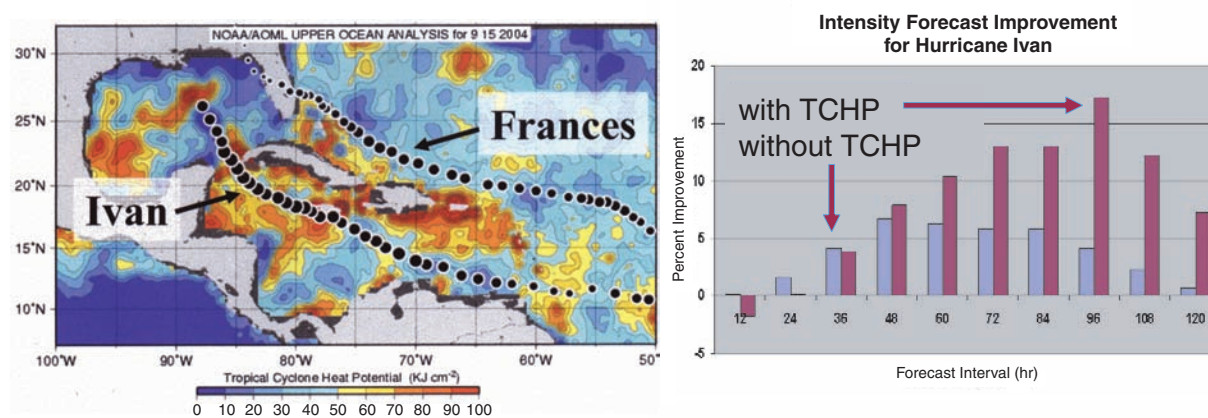 NOAA/AOML UPPER OCEAN ANALYSIS for 9 15 2004
30°N
25°N
20°N
15°N
10°N
Frances
Ivan
100°W 90°W 80°W 70°W 60°W 50°
Tropical Cyclone Heat Potential (KJ cm⁻²)
0 10 20 30 40 50 60 70 80 90 100
Intensity Forecast Improvement
for Hurricane Ivan
with TCHP
without TCHP
Percent Improvement
20
15
10
5
0
-5
12 24 36 48 60 72 84 96 108 120
Forecast Interval (hr)